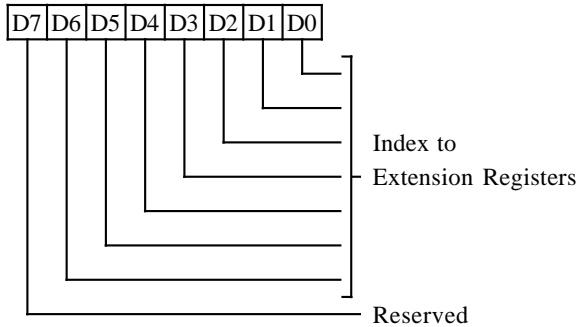 D7 D6 D5 D4 D3 D2 D1 D0
Index to
Extension Registers
Reserved